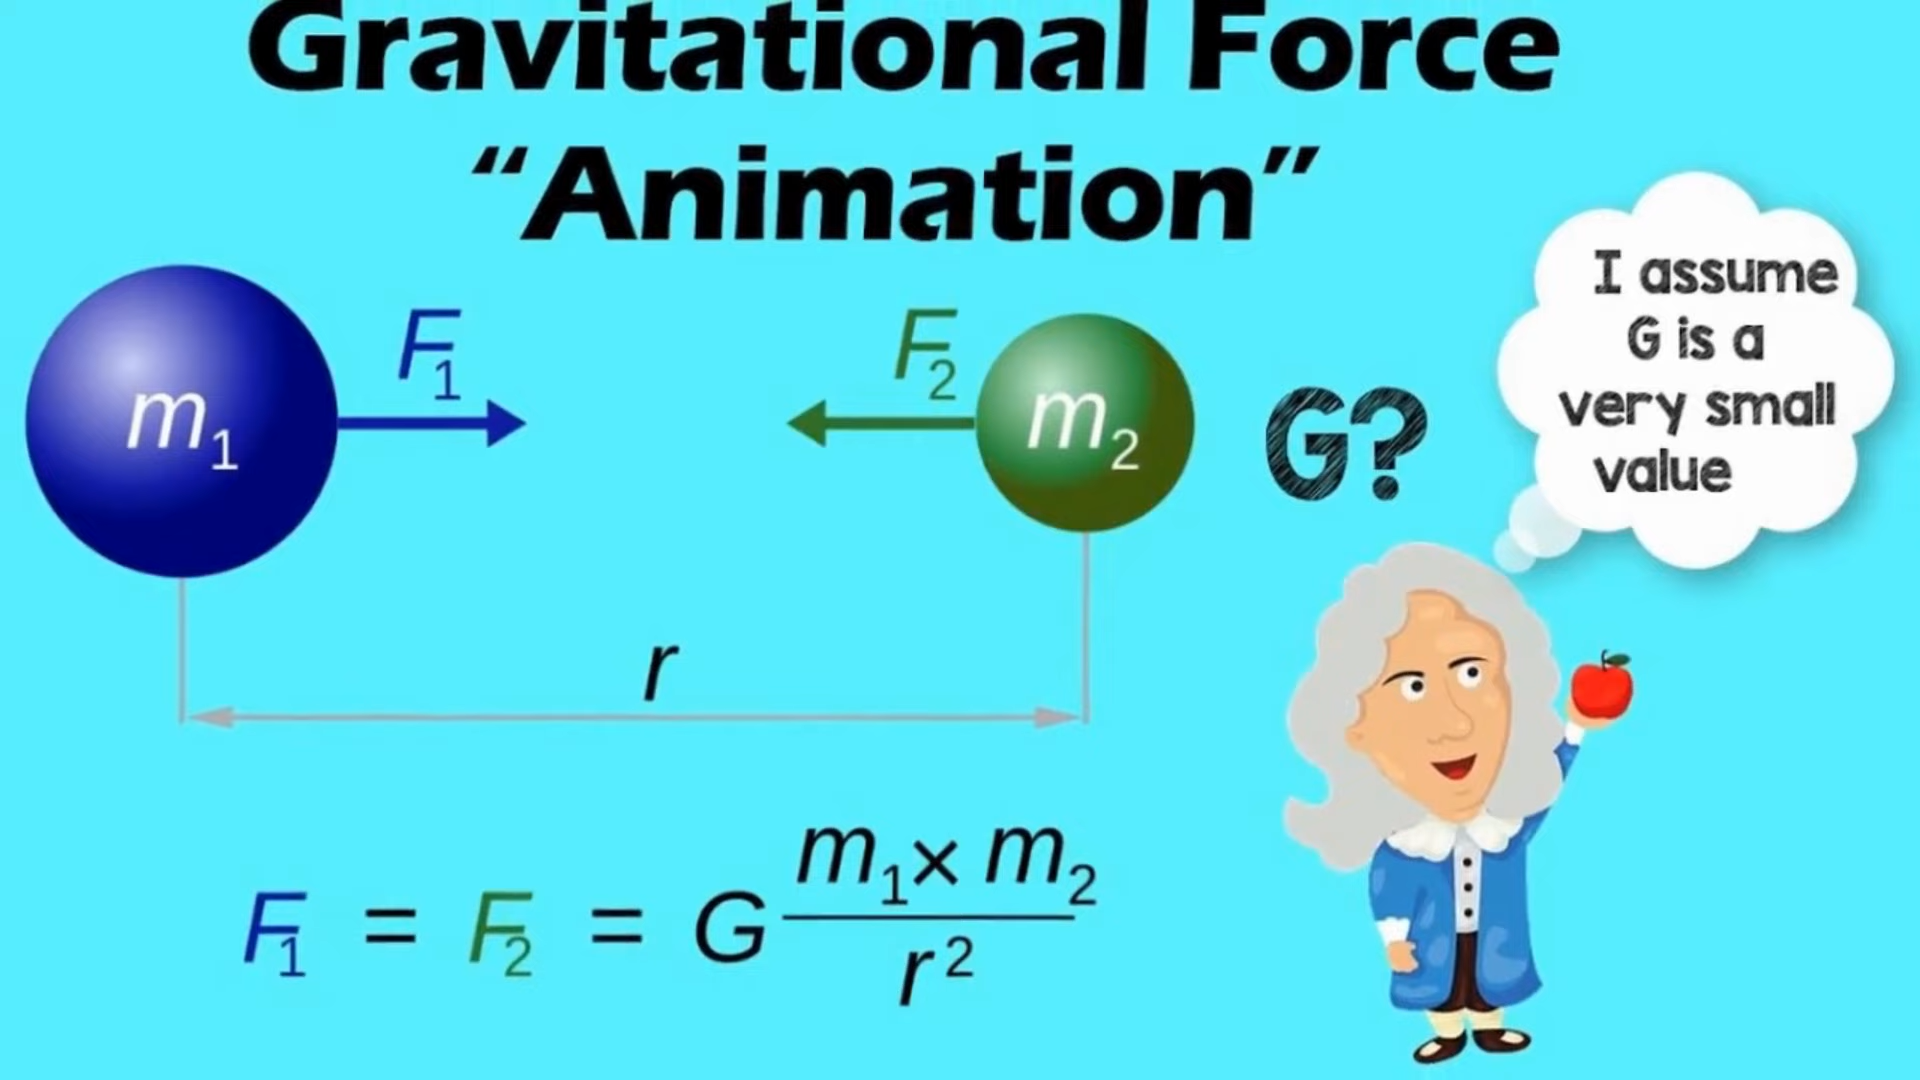 Gravitational Force
“Animation”
I assume
G is a
very small
value
F₁
F₂
m₁
m₂
G?
r
F₁ = F₂ = G m₁ × m₂ / r²